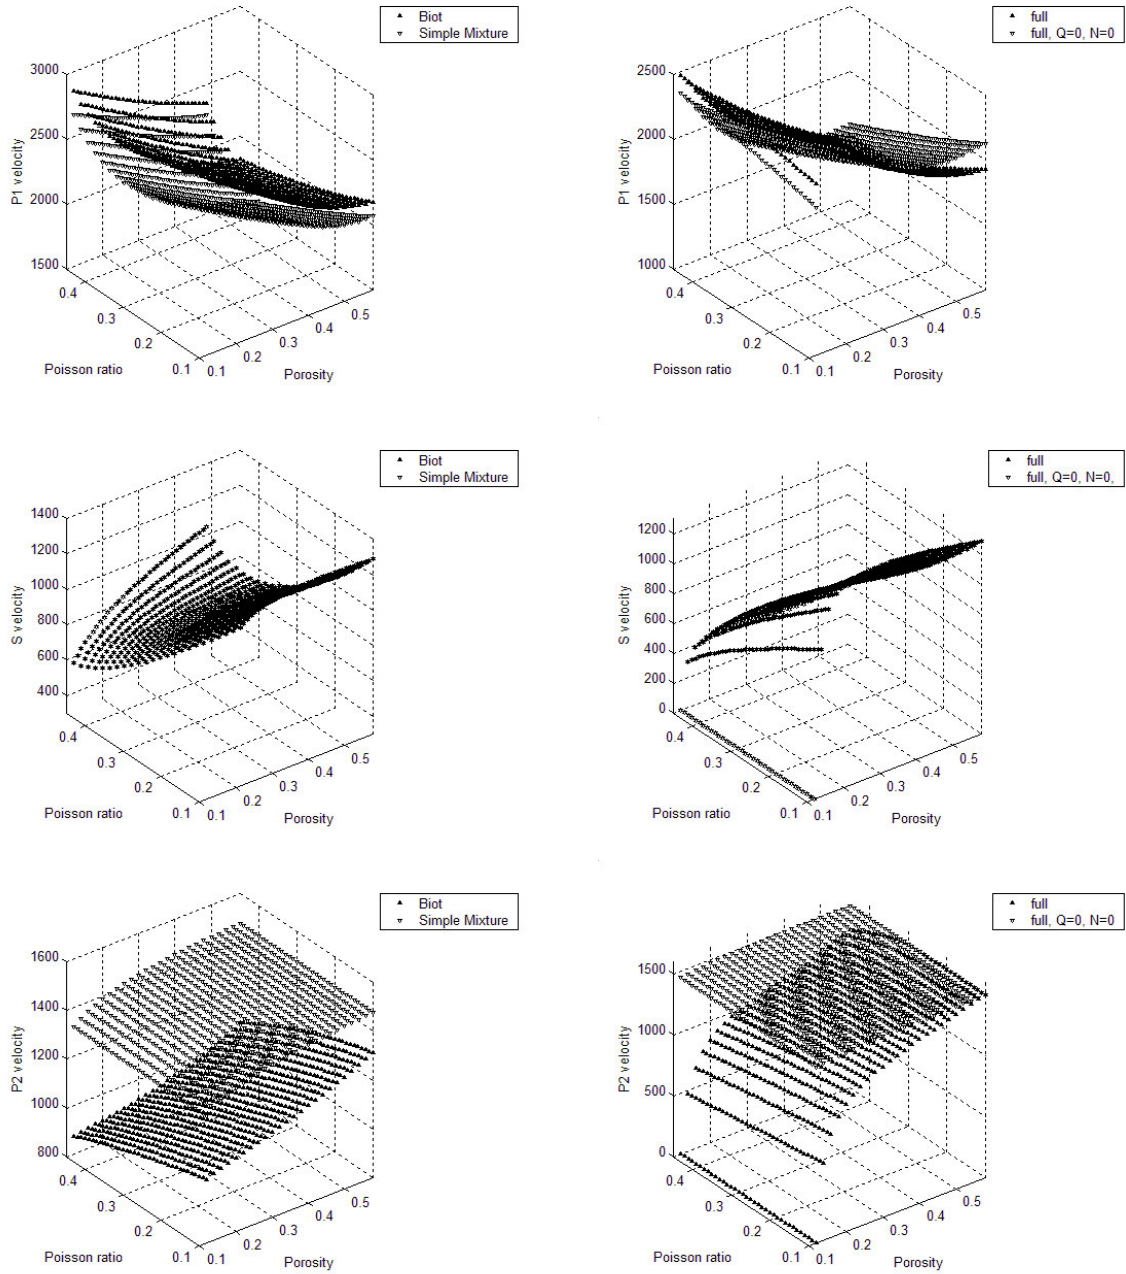 Biot
Simple Mixture
3000
2500
2000
1500
P1 velocity
0.4
0.3
0.2
0.1
Poisson ratio
0.1
0.2
0.3
0.4
0.5
Porosity
full
full, Q=0, N=0
2500
2000
1500
1000
P1 velocity
0.4
0.3
0.2
0.1
Poisson ratio
0.1
0.2
0.3
0.4
0.5
Porosity
Biot
Simple Mixture
1400
1200
1000
800
600
400
S velocity
0.4
0.3
0.2
0.1
Poisson ratio
0.1
0.2
0.3
0.4
0.5
Porosity
full
full, Q=0, N=0,
1200
1000
800
600
400
200
0
S velocity
0.4
0.3
0.2
0.1
Poisson ratio
0.1
0.2
0.3
0.4
0.5
Porosity
Biot
Simple Mixture
1600
1400
1200
1000
800
P2 velocity
0.4
0.3
0.2
0.1
Poisson ratio
0.1
0.2
0.3
0.4
0.5
Porosity
full
full, Q=0, N=0
1500
1000
500
0
P2 velocity
0.4
0.3
0.2
0.1
Poisson ratio
0.1
0.2
0.3
0.4
0.5
Porosity